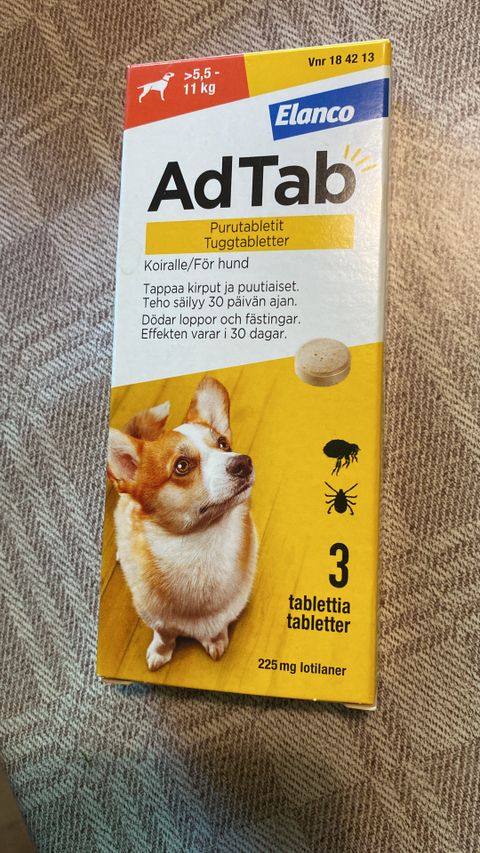 >5,5 -
11 kg
Vnr 18 42 13
Elanco
AdTab
Purutabletit
Tuggtabletter
Koiralle/För hund
Tappaa kirput ja puutiaiset.
Teho säilyy 30 päivän ajan.
Dödar loppor och fästingar.
Effekten varar i 30 dagar.
3
tablettia
tabletter
225 mg lotilaner